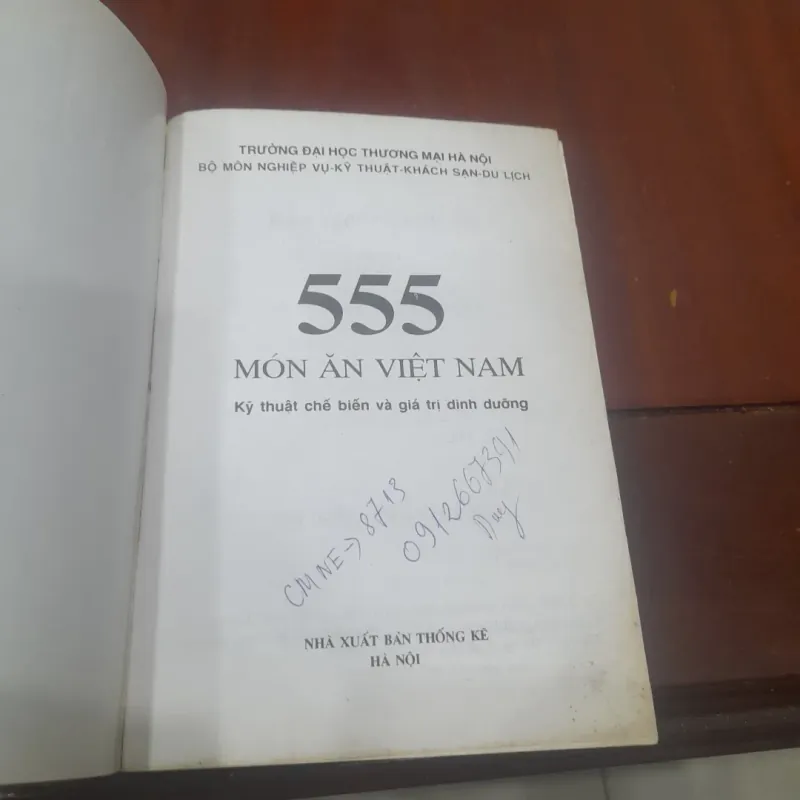 TRƯỜNG ĐẠI HỌC THƯƠNG MẠI HÀ NỘI
BỘ MÔN NGHIỆP VỤ-KỸ THUẬT-KHÁCH SẠN-DU LỊCH
555
MÓN ĂN VIỆT NAM
Kỹ thuật chế biến và giá trị dinh dưỡng
CMNE→ 8713
0912667391
Duy
NHÀ XUẤT BẢN THỐNG KÊ
HÀ NỘI